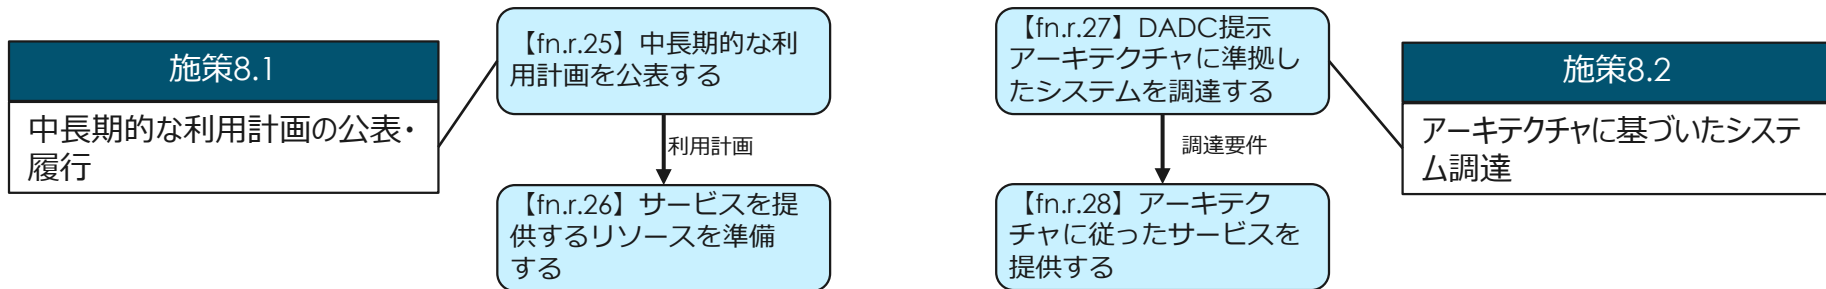 施策8.1
中長期的な利用計画の公表・
履行
【fn.r.25】中長期的な利
用計画を公表する
利用計画
【fn.r.26】サービスを提
供するリソースを準備
する
【fn.r.27】DADC提示
アーキテクチャに準拠し
たシステムを調達する
調達要件
【fn.r.28】アーキテク
チャに従ったサービスを
提供する
施策8.2
アーキテクチャに基づいたシステ
ム調達